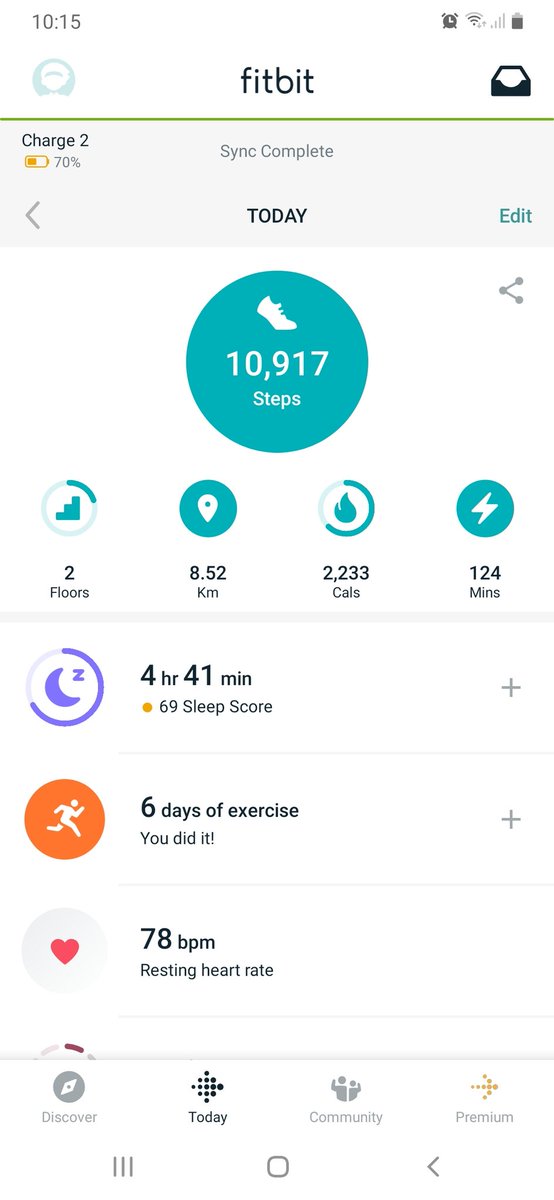 10:15
fitbit
Charge 2
70%
Sync Complete
TODAY
Edit
10,917
Steps
2
Floors
8.52
Km
2,233
Cals
124
Mins
4 hr 41 min
69 Sleep Score
6 days of exercise
You did it!
78 bpm
Resting heart rate
Discover
Today
Community
Premium